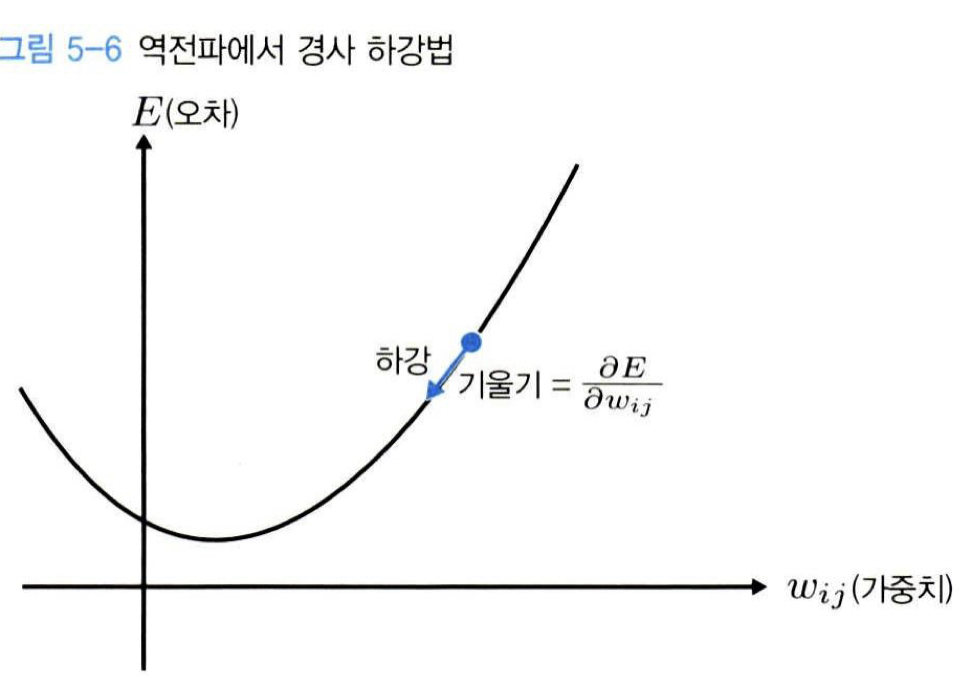 그림 5-6 역전파에서 경사 하강법
E(오차)
하강
기울기 = ∂E/∂w_ij
w_ij(가중치)